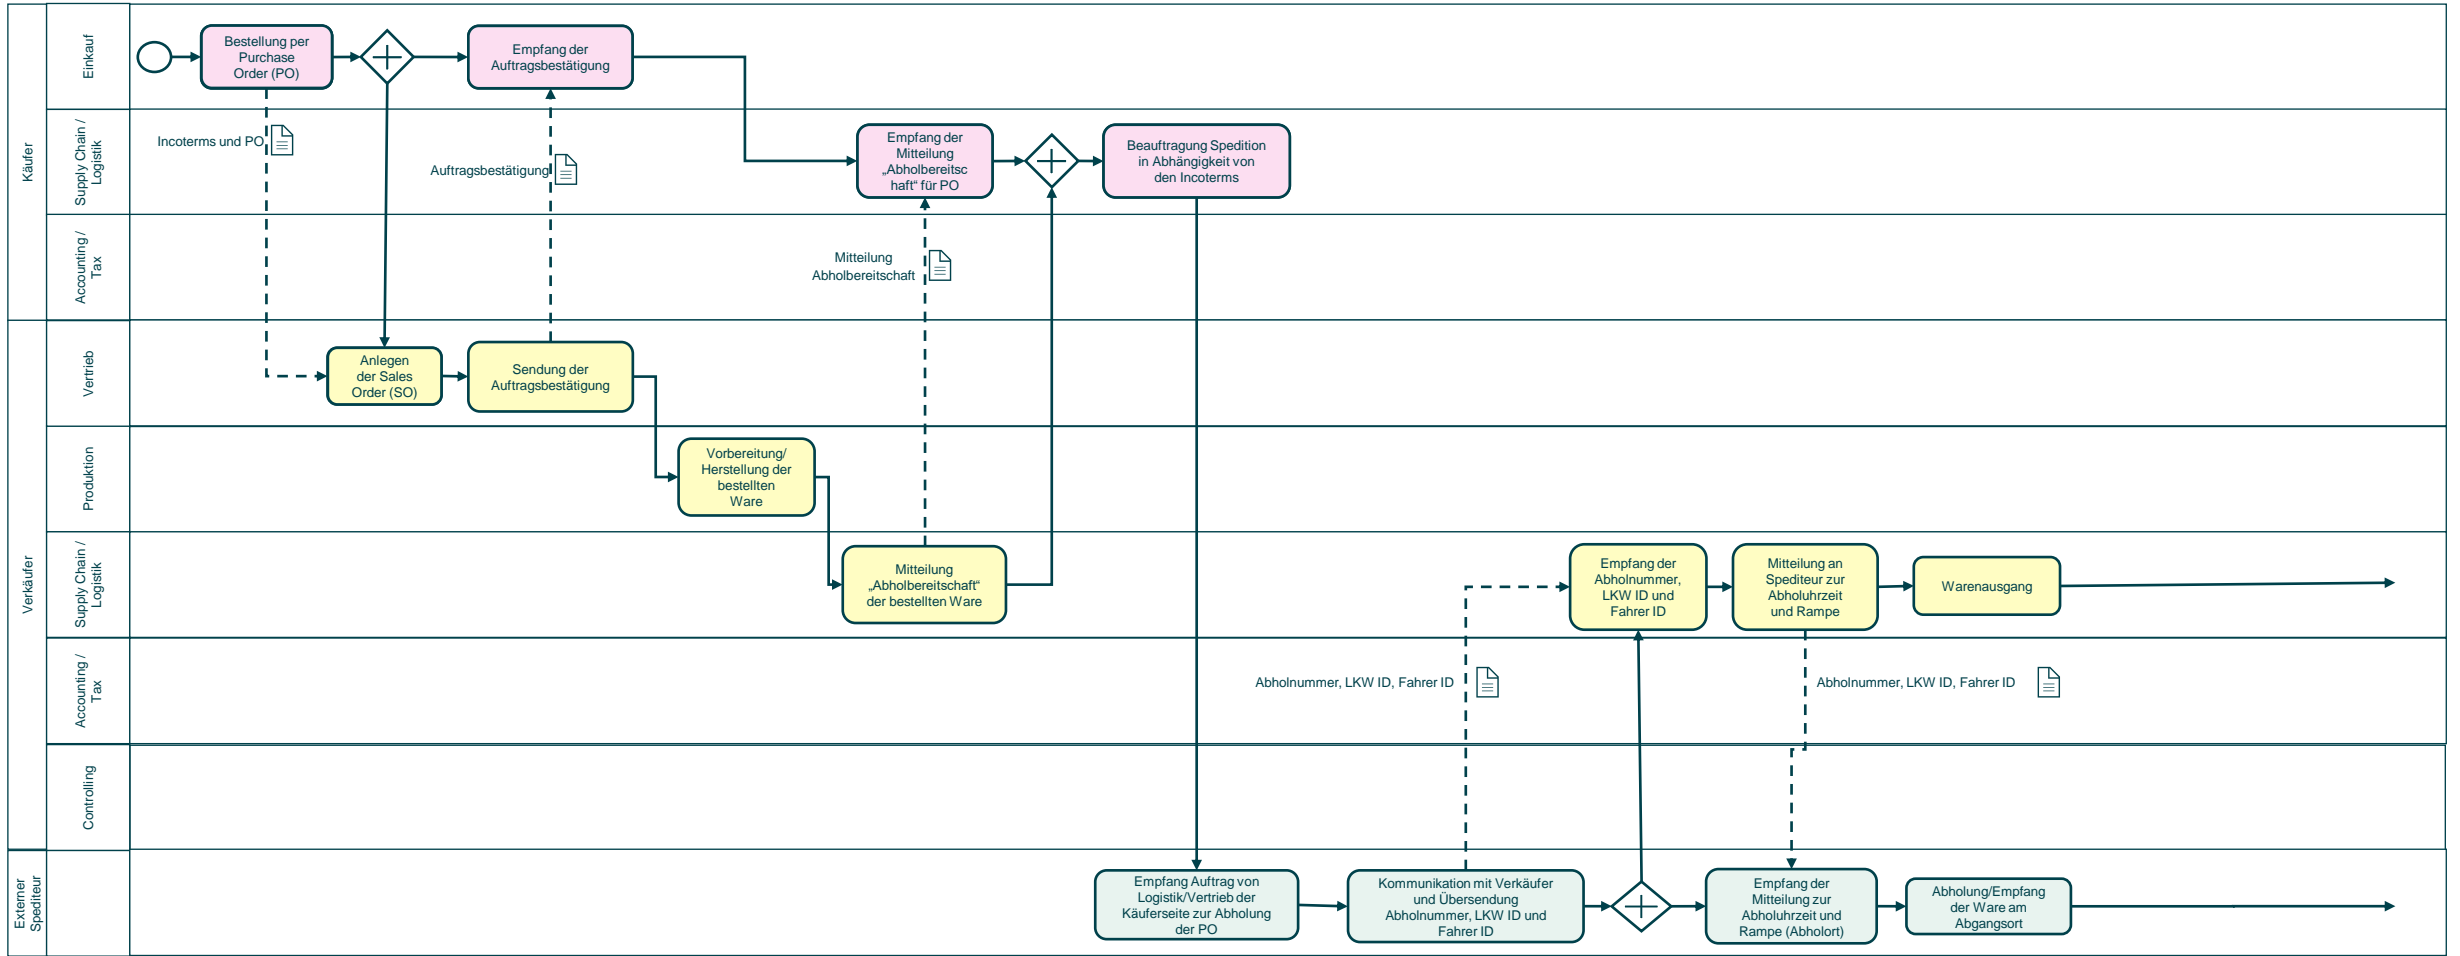 Käufer
Einkauf
Bestellung per
Purchase
Order (PO)
Empfang der
Auftragsbestätigung
Supply Chain /
Logistik
Incoterms und PO
Auftragsbestätigung
Empfang der
Mitteilung
„Abholbereitsc
haft“ für PO
Beauftragung Spedition
in Abhängigkeit von
den Incoterms
Accounting /
Tax
Mitteilung
Abholbereitschaft
Verkäufer
Vertrieb
Anlegen
der Sales
Order (SO)
Sendung der
Auftragsbestätigung
Produktion
Vorbereitung/
Herstellung der
bestellten
Ware
Supply Chain /
Logistik
Mitteilung
„Abholbereitschaft“
der bestellten Ware
Empfang der
Abholnummer,
LKW ID und
Fahrer ID
Mitteilung an
Spediteur zur
Abholuhrzeit
und Rampe
Warenausgang
Accounting /
Tax
Abholnummer, LKW ID, Fahrer ID
Abholnummer, LKW ID, Fahrer ID
Controlling
Externer
Spediteur
Empfang Auftrag von
Logistik/Vertrieb der
Käuferseite zur Abholung
der PO
Kommunikation mit Verkäufer
und Übersendung
Abholnummer, LKW ID und
Fahrer ID
Empfang der
Mitteilung zur
Abholuhrzeit und
Rampe (Abholort)
Abholung/Empfang
der Ware am
Abgangsort